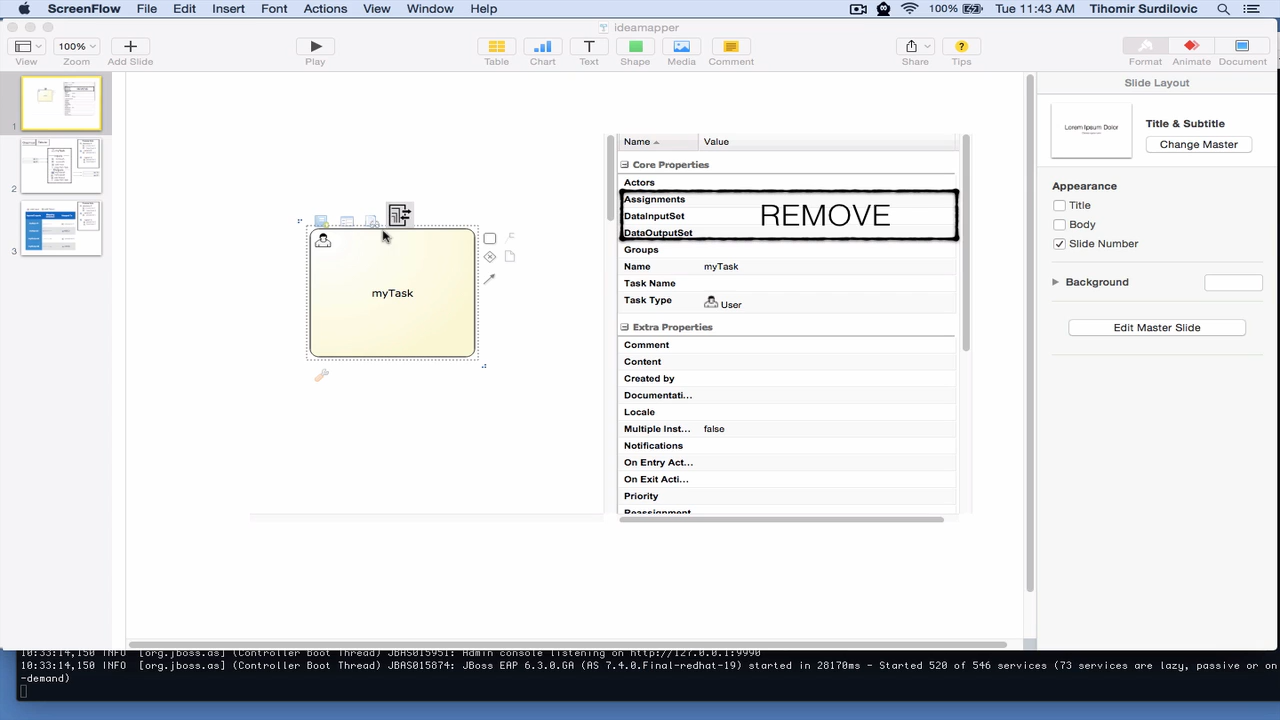 ScreenFlow File Edit Insert Font Actions View Window Help 100% Tue 11:43 AM Tihomir Surdilovic
ideamapper
100%
View Zoom Add Slide Play Table Chart Text Shape Media Comment Share Tips Format Animate Document
Slide Layout
Lorem Ipsum Dolor
Title & Subtitle
Change Master
Appearance
Title
Body
Slide Number
Background
Edit Master Slide
1
2
3
myTask
Name Value
Core Properties
Actors
Assignments
DataInputSet
DataOutputSet
REMOVE
Groups
Name myTask
Task Name
Task Type User
Extra Properties
Comment
Content
Created by
Documentati...
Locale
Multiple Inst... false
Notifications
On Entry Act...
On Exit Acti...
Priority
Reassignment
10:33:14,150 INFO [org.jboss.as] (Controller Boot Thread) JBAS015951: Admin console listening on http://127.0.0.1:9990
10:33:14,150 INFO [org.jboss.as] (Controller Boot Thread) JBAS015874: JBoss EAP 6.3.0.GA (AS 7.4.0.Final-redhat-19) started in 28170ms - Started 520 of 546 services (73 services are lazy, passive or on
-demand)